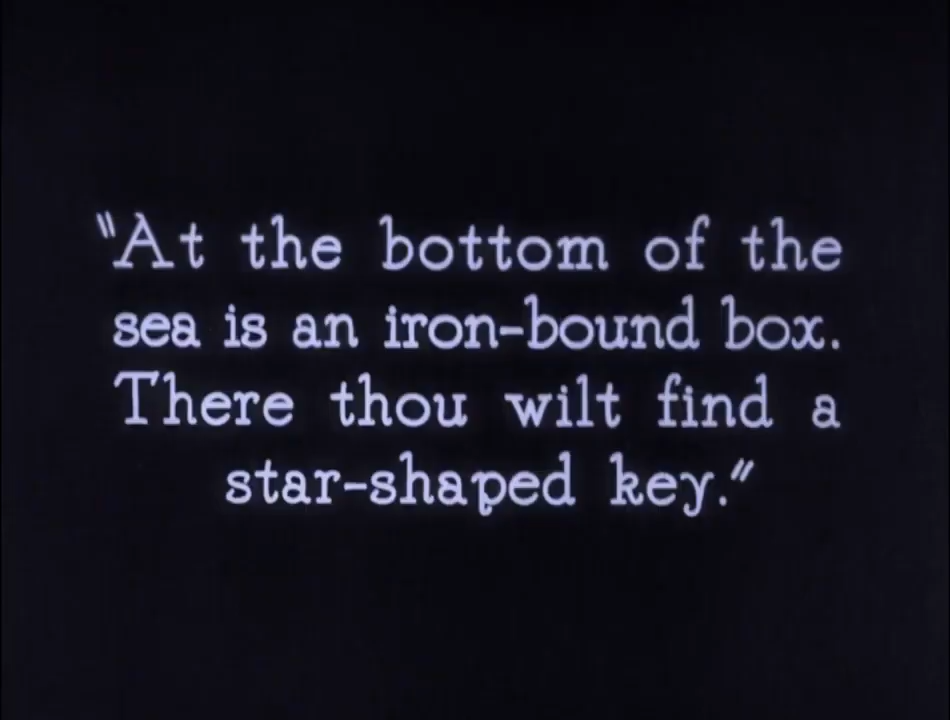 "At the bottom of the
sea is an iron-bound box.
There thou wilt find a
star-shaped key."